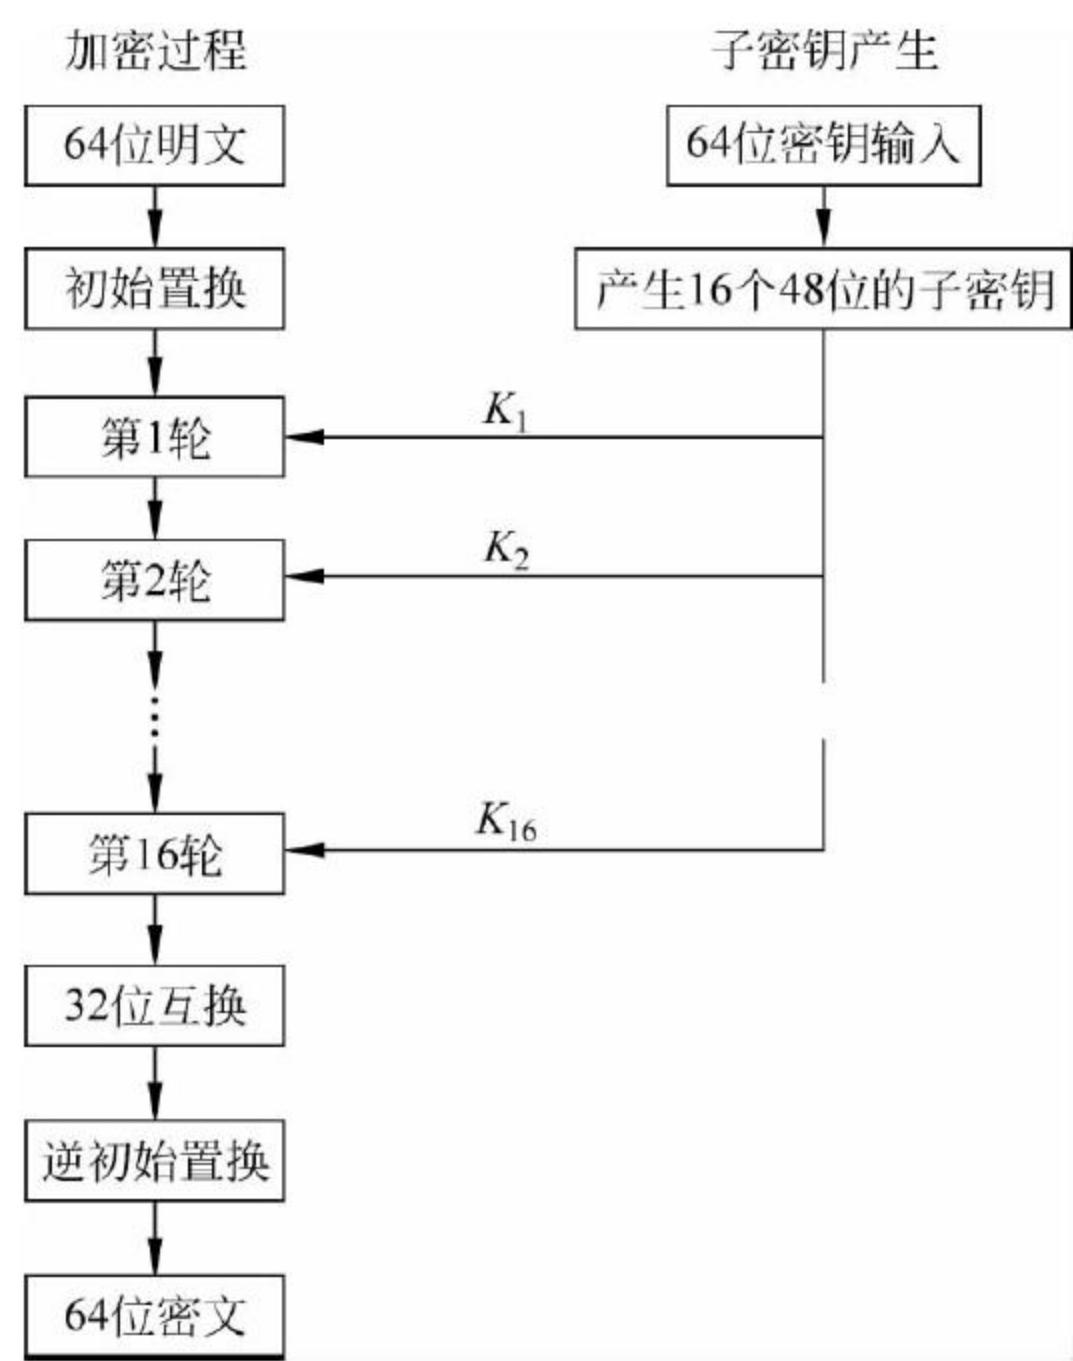 加密过程
子密钥产生
64位明文
64位密钥输入
初始置换
产生16个48位的子密钥
第1轮
K1
第2轮
K2
⋮
第16轮
K16
32位互换
逆初始置换
64位密文